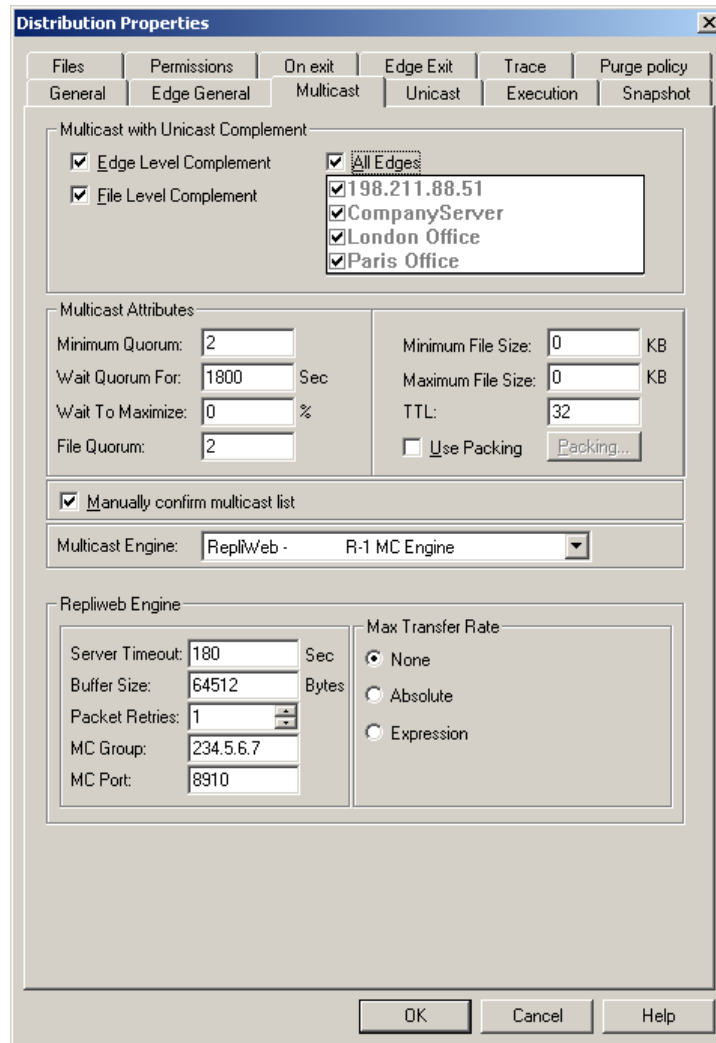 Distribution Properties
Files Permissions On exit Edge Exit Trace Purge policy
General Edge General Multicast Unicast Execution Snapshot
Multicast with Unicast Complement
Edge Level Complement
File Level Complement
All Edges
198.211.88.51
CompanyServer
London Office
Paris Office
Multicast Attributes
Minimum Quorum: 2
Wait Quorum For: 1800 Sec
Wait To Maximize: 0 %
File Quorum: 2
Minimum File Size: 0 KB
Maximum File Size: 0 KB
TTL: 32
Use Packing Packing...
Manually confirm multicast list
Multicast Engine: RepliWeb - R-1 MC Engine
Repliweb Engine
Server Timeout: 180 Sec
Buffer Size: 64512 Bytes
Packet Retries: 1
MC Group: 234.5.6.7
MC Port: 8910
Max Transfer Rate
None
Absolute
Expression
OK Cancel Help